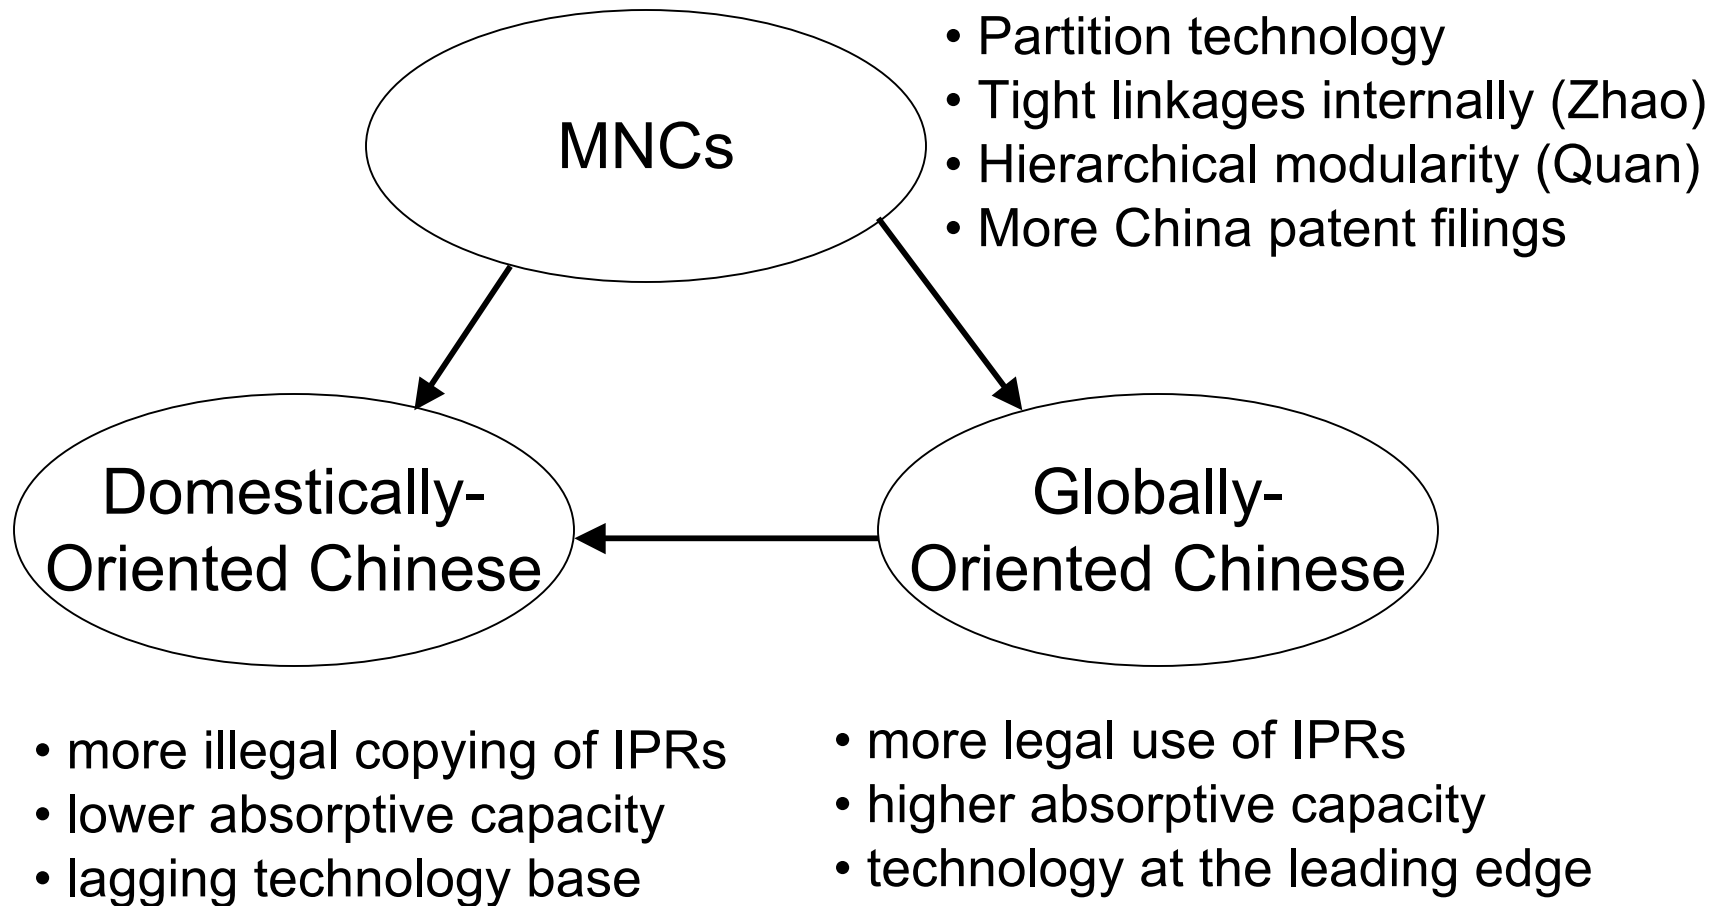 MNCs
• Partition technology
• Tight linkages internally (Zhao)
• Hierarchical modularity (Quan)
• More China patent filings
Domestically-
Oriented Chinese
Globally-
Oriented Chinese
• more illegal copying of IPRs
• lower absorptive capacity
• lagging technology base
• more legal use of IPRs
• higher absorptive capacity
• technology at the leading edge